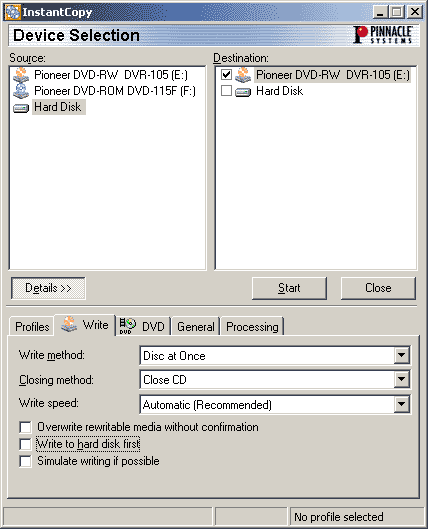 InstantCopy
Device Selection
PINNACLE
SYSTEMS
Source:
Destination:
Pioneer DVD-RW DVR-105 (E:)
Pioneer DVD-ROM DVD-115F (F:)
Hard Disk
Pioneer DVD-RW DVR-105 (E:)
Hard Disk
Details >>
Start
Close
Profiles
Write
DVD
DVD
General
Processing
Write method:
Disc at Once
Closing method:
Close CD
Write speed:
Automatic (Recommended)
Overwrite rewritable media without confirmation
Write to hard disk first
Simulate writing if possible
No profile selected